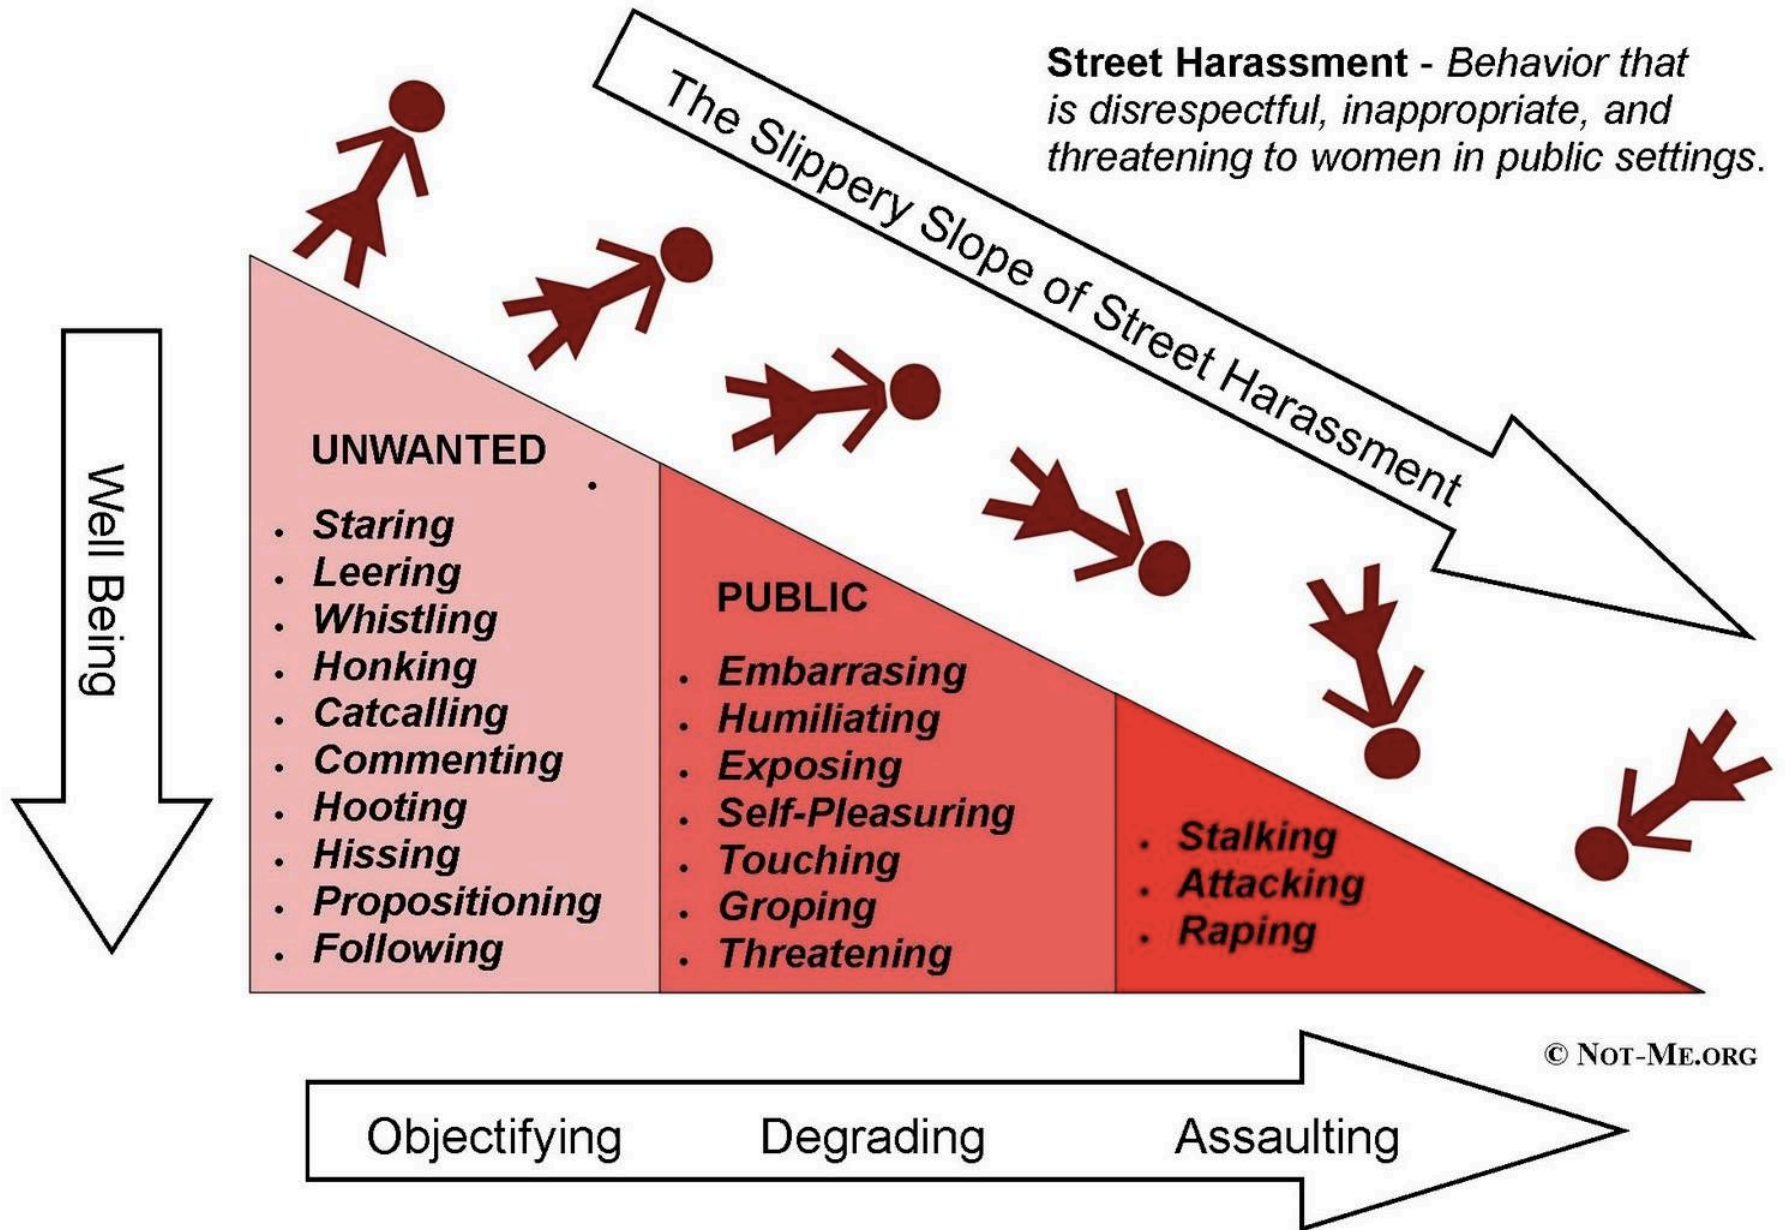 Street Harassment - Behavior that
is disrespectful, inappropriate, and
threatening to women in public settings.
The Slippery Slope of Street Harassment
Well Being
UNWANTED
• Staring
• Leering
• Whistling
• Honking
• Catcalling
• Commenting
• Hooting
• Hissing
• Propositioning
• Following
PUBLIC
• Embarrasing
• Humiliating
• Exposing
• Self-Pleasuring
• Touching
• Groping
• Threatening
• Stalking
• Attacking
• Raping
© NOT-ME.ORG
Objectifying Degrading Assaulting